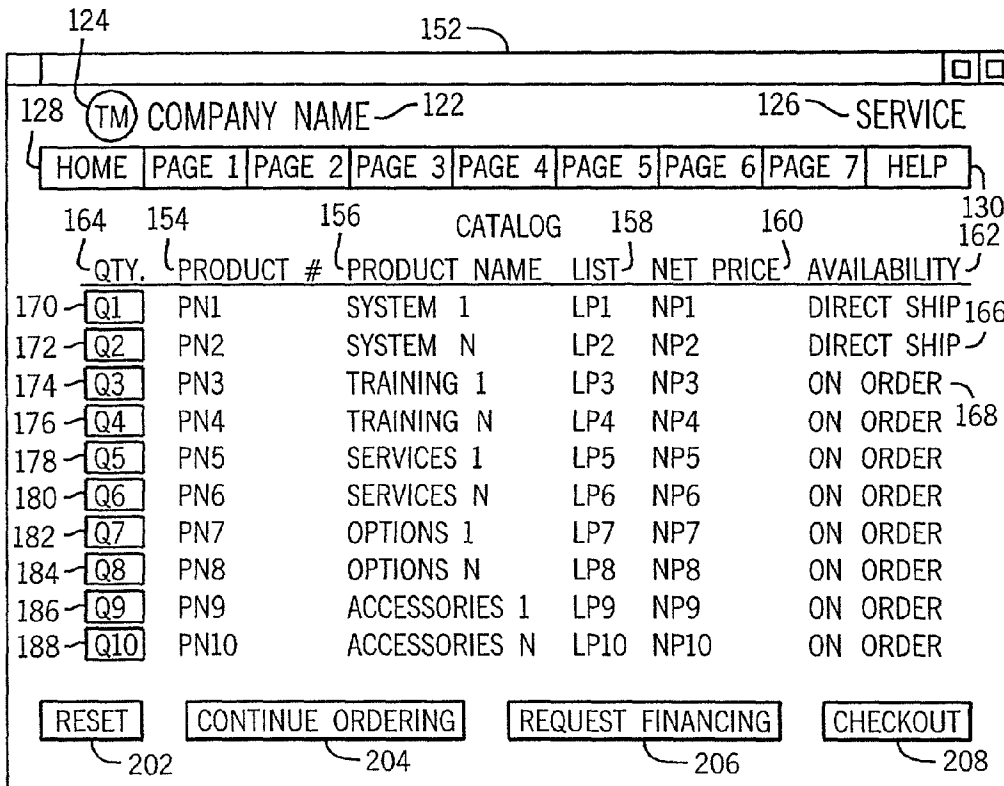 124 152
TM COMPANY NAME 122 126 SERVICE
128
HOME PAGE 1 PAGE 2 PAGE 3 PAGE 4 PAGE 5 PAGE 6 PAGE 7 HELP
130
164 154 156 CATALOG 158 160 162
QTY. PRODUCT # PRODUCT NAME LIST NET PRICE AVAILABILITY
170 Q1 PN1 SYSTEM 1 LP1 NP1 DIRECT SHIP 166
172 Q2 PN2 SYSTEM N LP2 NP2 DIRECT SHIP
174 Q3 PN3 TRAINING 1 LP3 NP3 ON ORDER
176 Q4 PN4 TRAINING N LP4 NP4 ON ORDER 168
178 Q5 PN5 SERVICES 1 LP5 NP5 ON ORDER
180 Q6 PN6 SERVICES N LP6 NP6 ON ORDER
182 Q7 PN7 OPTIONS 1 LP7 NP7 ON ORDER
184 Q8 PN8 OPTIONS N LP8 NP8 ON ORDER
186 Q9 PN9 ACCESSORIES 1 LP9 NP9 ON ORDER
188 Q10 PN10 ACCESSORIES N LP10 NP10 ON ORDER
RESET CONTINUE ORDERING REQUEST FINANCING CHECKOUT
202 204 206 208